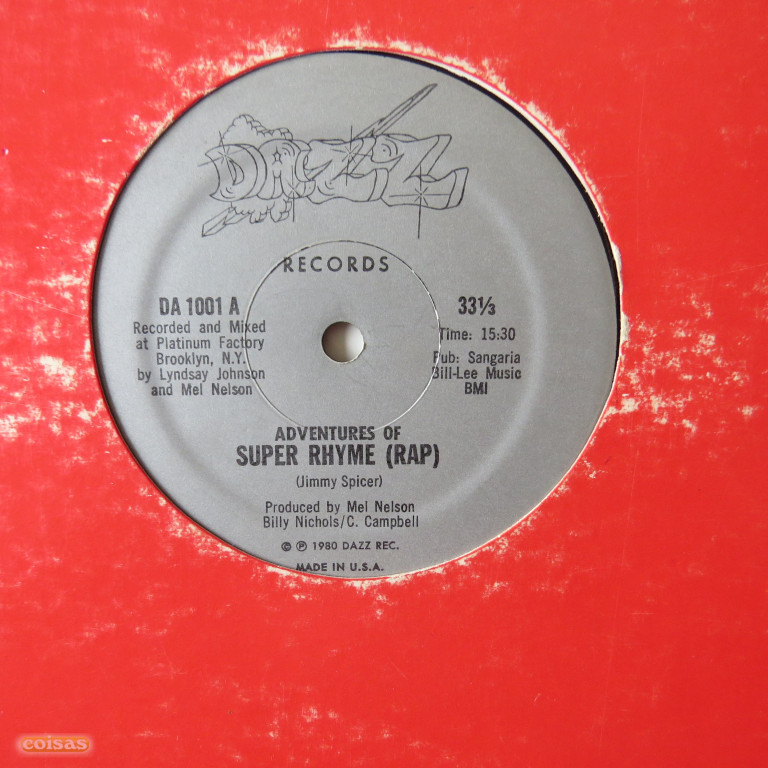 DAZZ
RECORDS
DA 1001 A
Recorded and Mixed
at Platinum Factory
Brooklyn, N.Y.
by Lyndsay Johnson
and Mel Nelson
33⅓
Time: 15:30
Pub: Sangaria
Bill-Lee Music
BMI
ADVENTURES OF
SUPER RHYME (RAP)
(Jimmy Spicer)
Produced by Mel Nelson
Billy Nichols/C. Campbell
© ℗ 1980 DAZZ REC.
MADE IN U.S.A.
coisas